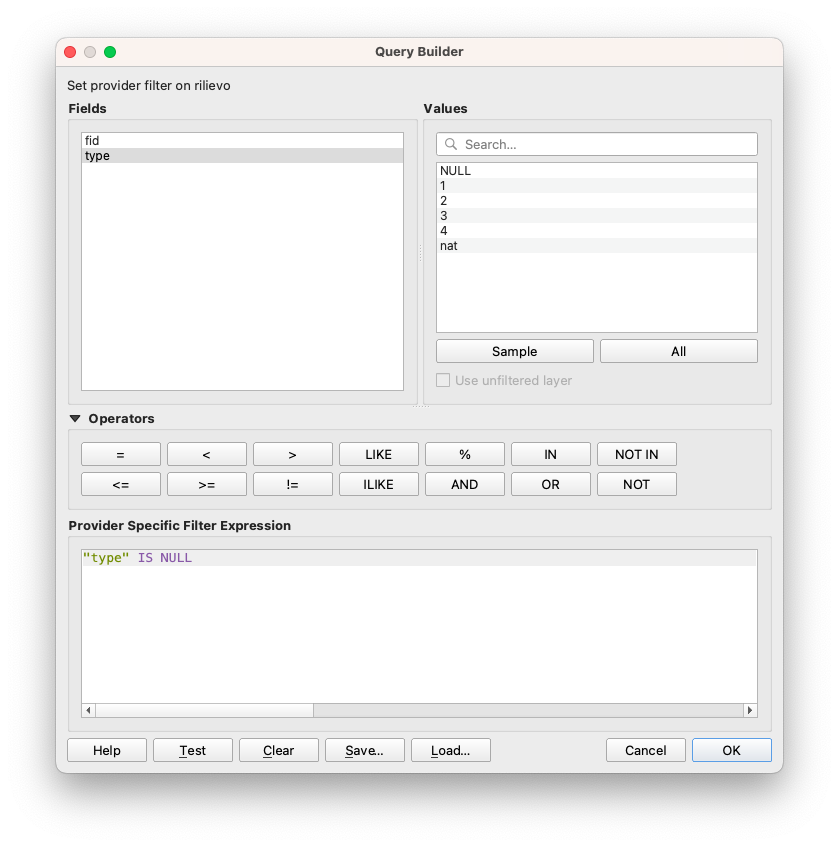 Query Builder
Set provider filter on rilievo
Fields
Values
fid
type
Search...
NULL
1
2
3
4
nat
Sample
All
Use unfiltered layer
Operators
= < > LIKE % IN NOT IN
<= >= != ILIKE AND OR NOT
Provider Specific Filter Expression
"type" IS NULL
Help Test Clear Save... Load... Cancel OK